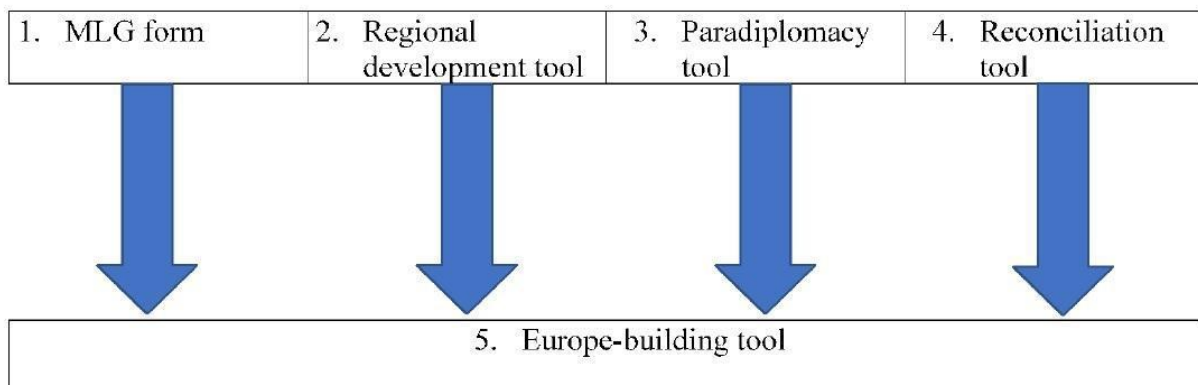 1. MLG form
2. Regional
development tool
3. Paradiplomacy
tool
4. Reconciliation
tool
5. Europe-building tool